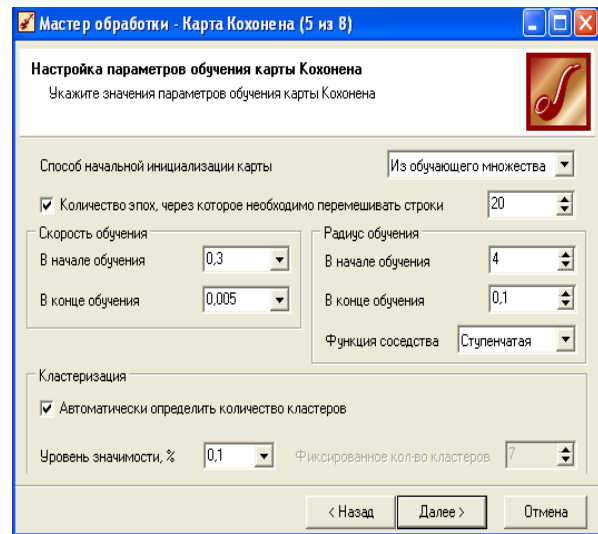 Мастер обработки - Карта Кохонена (5 из 8)
Настройка параметров обучения карты Кохонена
Укажите значения параметров обучения карты Кохонена
Способ начальной инициализации карты Из обучающего множества
Количество эпох, через которое необходимо перемешивать строки 20
Скорость обучения
В начале обучения 0,3
В конце обучения 0,005
Радиус обучения
В начале обучения 4
В конце обучения 0,1
Функция соседства Ступенчатая
Кластеризация
Автоматически определить количество кластеров
Уровень значимости, % 0,1 Фиксированное кол-во кластеров 7
< Назад Далее > Отмена